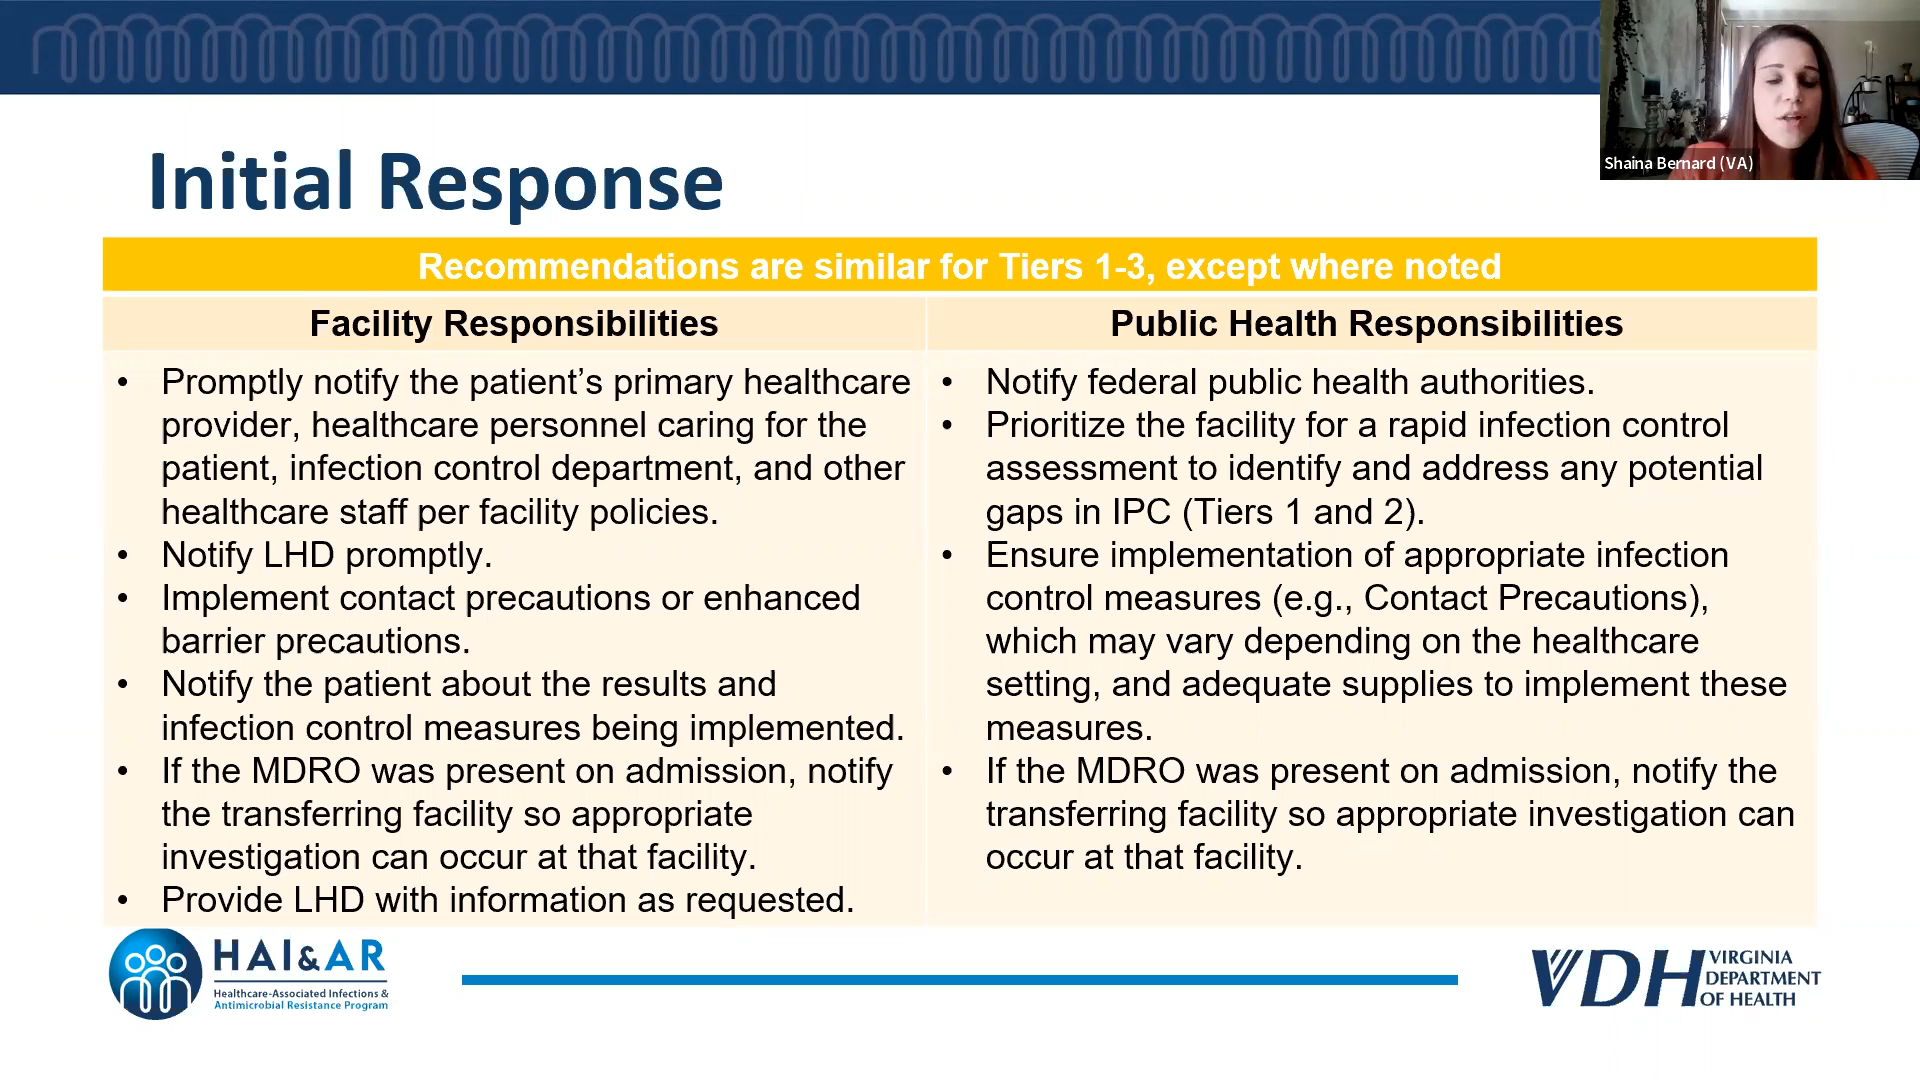 Shaina Bernard (VA)
Initial Response
Recommendations are similar for Tiers 1-3, except where noted
Facility Responsibilities
• Promptly notify the patient’s primary healthcare
provider, healthcare personnel caring for the
patient, infection control department, and other
healthcare staff per facility policies.
• Notify LHD promptly.
• Implement contact precautions or enhanced
barrier precautions.
• Notify the patient about the results and
infection control measures being implemented.
• If the MDRO was present on admission, notify
the transferring facility so appropriate
investigation can occur at that facility.
• Provide LHD with information as requested.
Public Health Responsibilities
• Notify federal public health authorities.
• Prioritize the facility for a rapid infection control
assessment to identify and address any potential
gaps in IPC (Tiers 1 and 2).
• Ensure implementation of appropriate infection
control measures (e.g., Contact Precautions),
which may vary depending on the healthcare
setting, and adequate supplies to implement these
measures.
• If the MDRO was present on admission, notify the
transferring facility so appropriate investigation can
occur at that facility.
HAI&AR
Healthcare-Associated Infections &
Antimicrobial Resistance Program
VDH VIRGINIA
DEPARTMENT
OF HEALTH